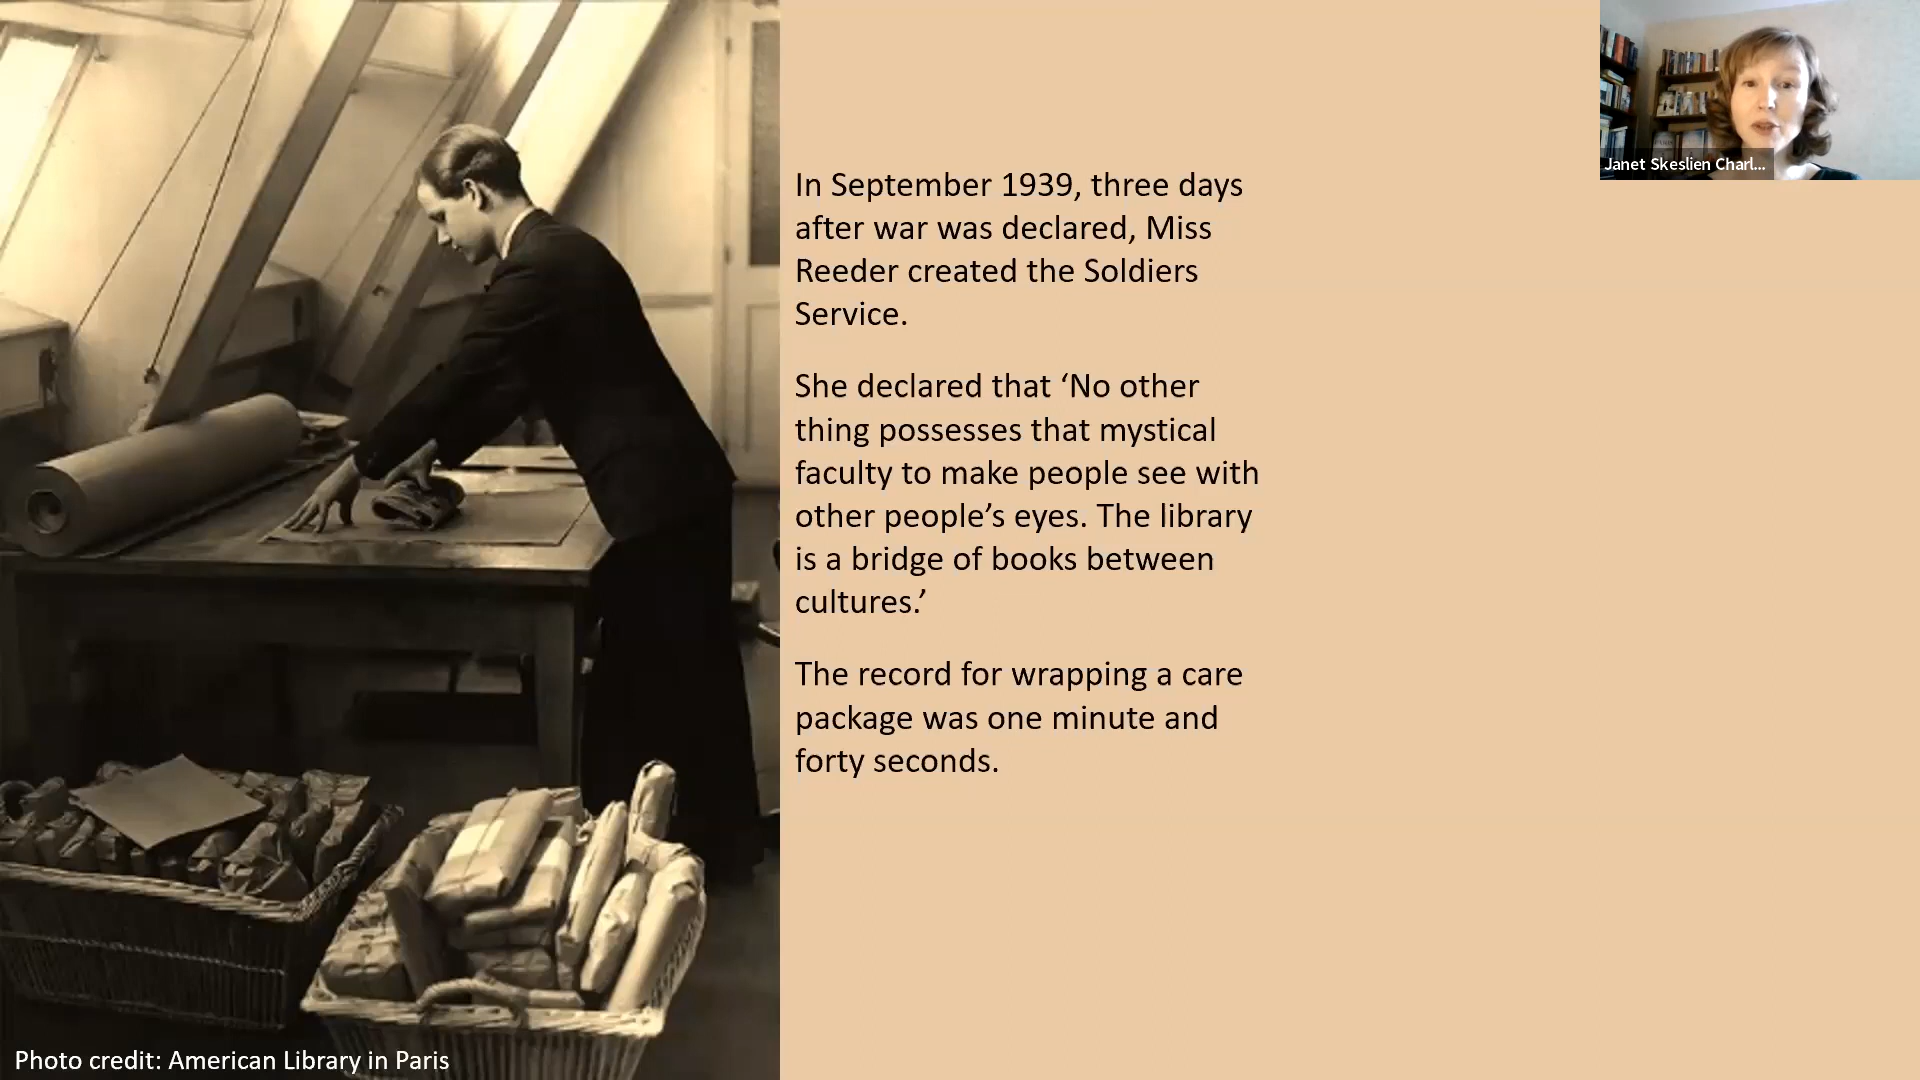 Janet Skeslien Charl...
In September 1939, three days
after war was declared, Miss
Reeder created the Soldiers
Service.
She declared that ‘No other
thing possesses that mystical
faculty to make people see with
other people’s eyes. The library
is a bridge of books between
cultures.’
The record for wrapping a care
package was one minute and
forty seconds.
Photo credit: American Library in Paris